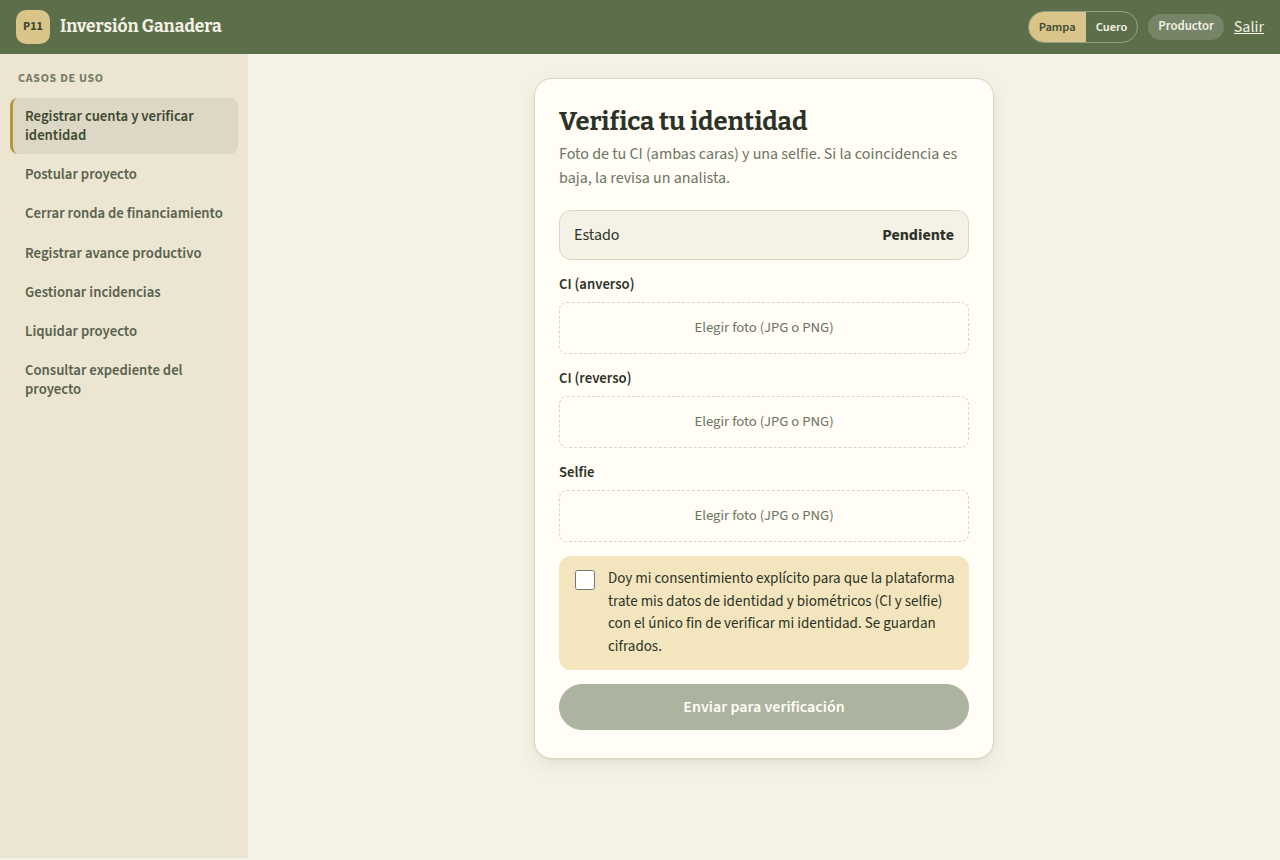 P11
Inversión Ganadera
Pampa
Cuero
Productor
Salir
CASOS DE USO
Registrar cuenta y verificar
identidad
Postular proyecto
Cerrar ronda de financiamiento
Registrar avance productivo
Gestionar incidencias
Liquidar proyecto
Consultar expediente del
proyecto
Verifica tu identidad
Foto de tu CI (ambas caras) y una selfie. Si la coincidencia es
baja, la revisa un analista.
Estado
Pendiente
CI (anverso)
Elegir foto (JPG o PNG)
CI (reverso)
Elegir foto (JPG o PNG)
Selfie
Elegir foto (JPG o PNG)
Doy mi consentimiento explícito para que la plataforma
trate mis datos de identidad y biométricos (CI y selfie)
con el único fin de verificar mi identidad. Se guardan
cifrados.
Enviar para verificación